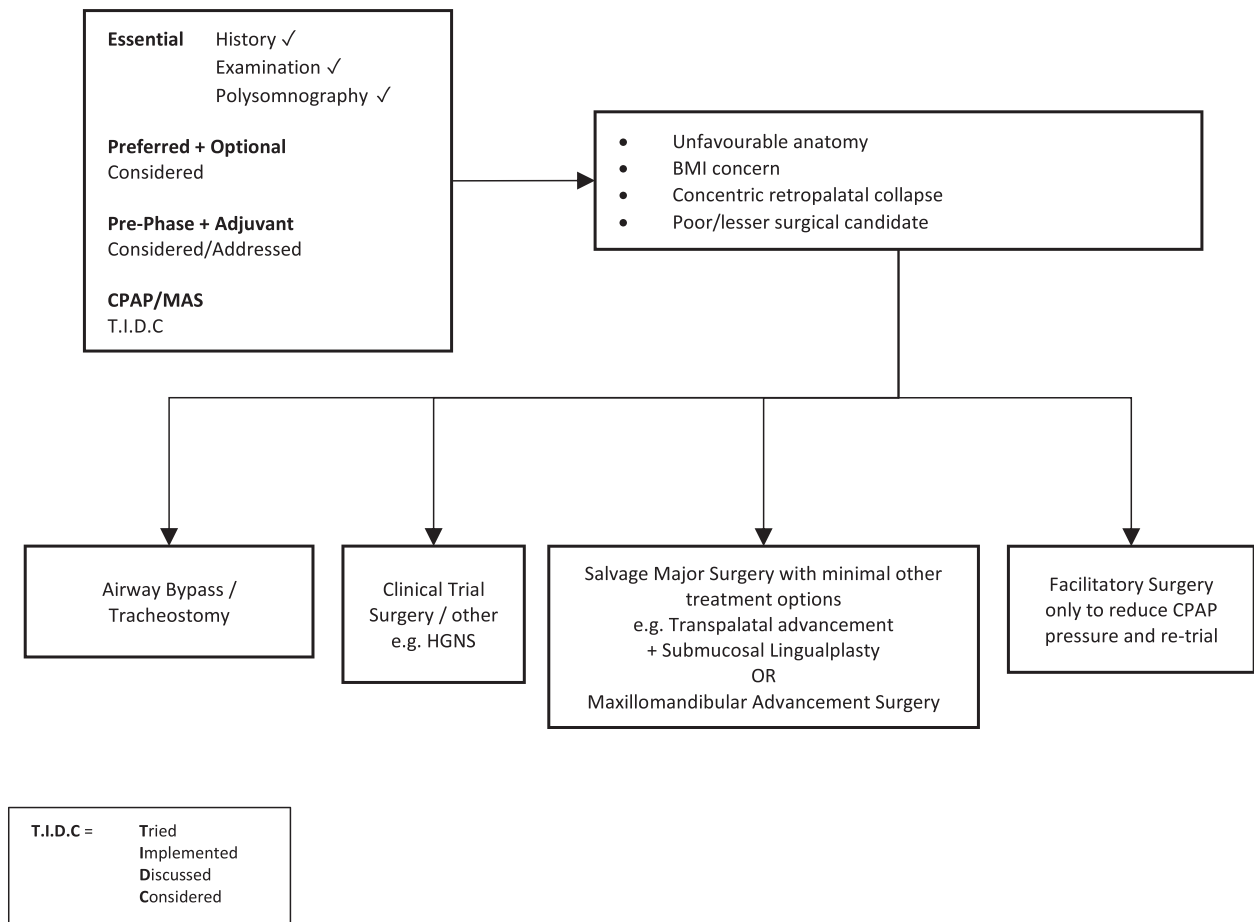 Essential History ✓
Examination ✓
Polysomnography ✓
Preferred + Optional
Considered
Pre-Phase + Adjuvant
Considered/Addressed
CPAP/MAS
T.I.D.C
• Unfavourable anatomy
• BMI concern
• Concentric retropalatal collapse
• Poor/lesser surgical candidate
Airway Bypass /
Tracheostomy
Clinical Trial
Surgery / other
e.g. HGNS
Salvage Major Surgery with minimal other
treatment options
e.g. Transpalatal advancement
+ Submucosal Lingualplasty
OR
Maxillomandibular Advancement Surgery
Facilitatory Surgery
only to reduce CPAP
pressure and re-trial
T.I.D.C = Tried
Implemented
Discussed
Considered